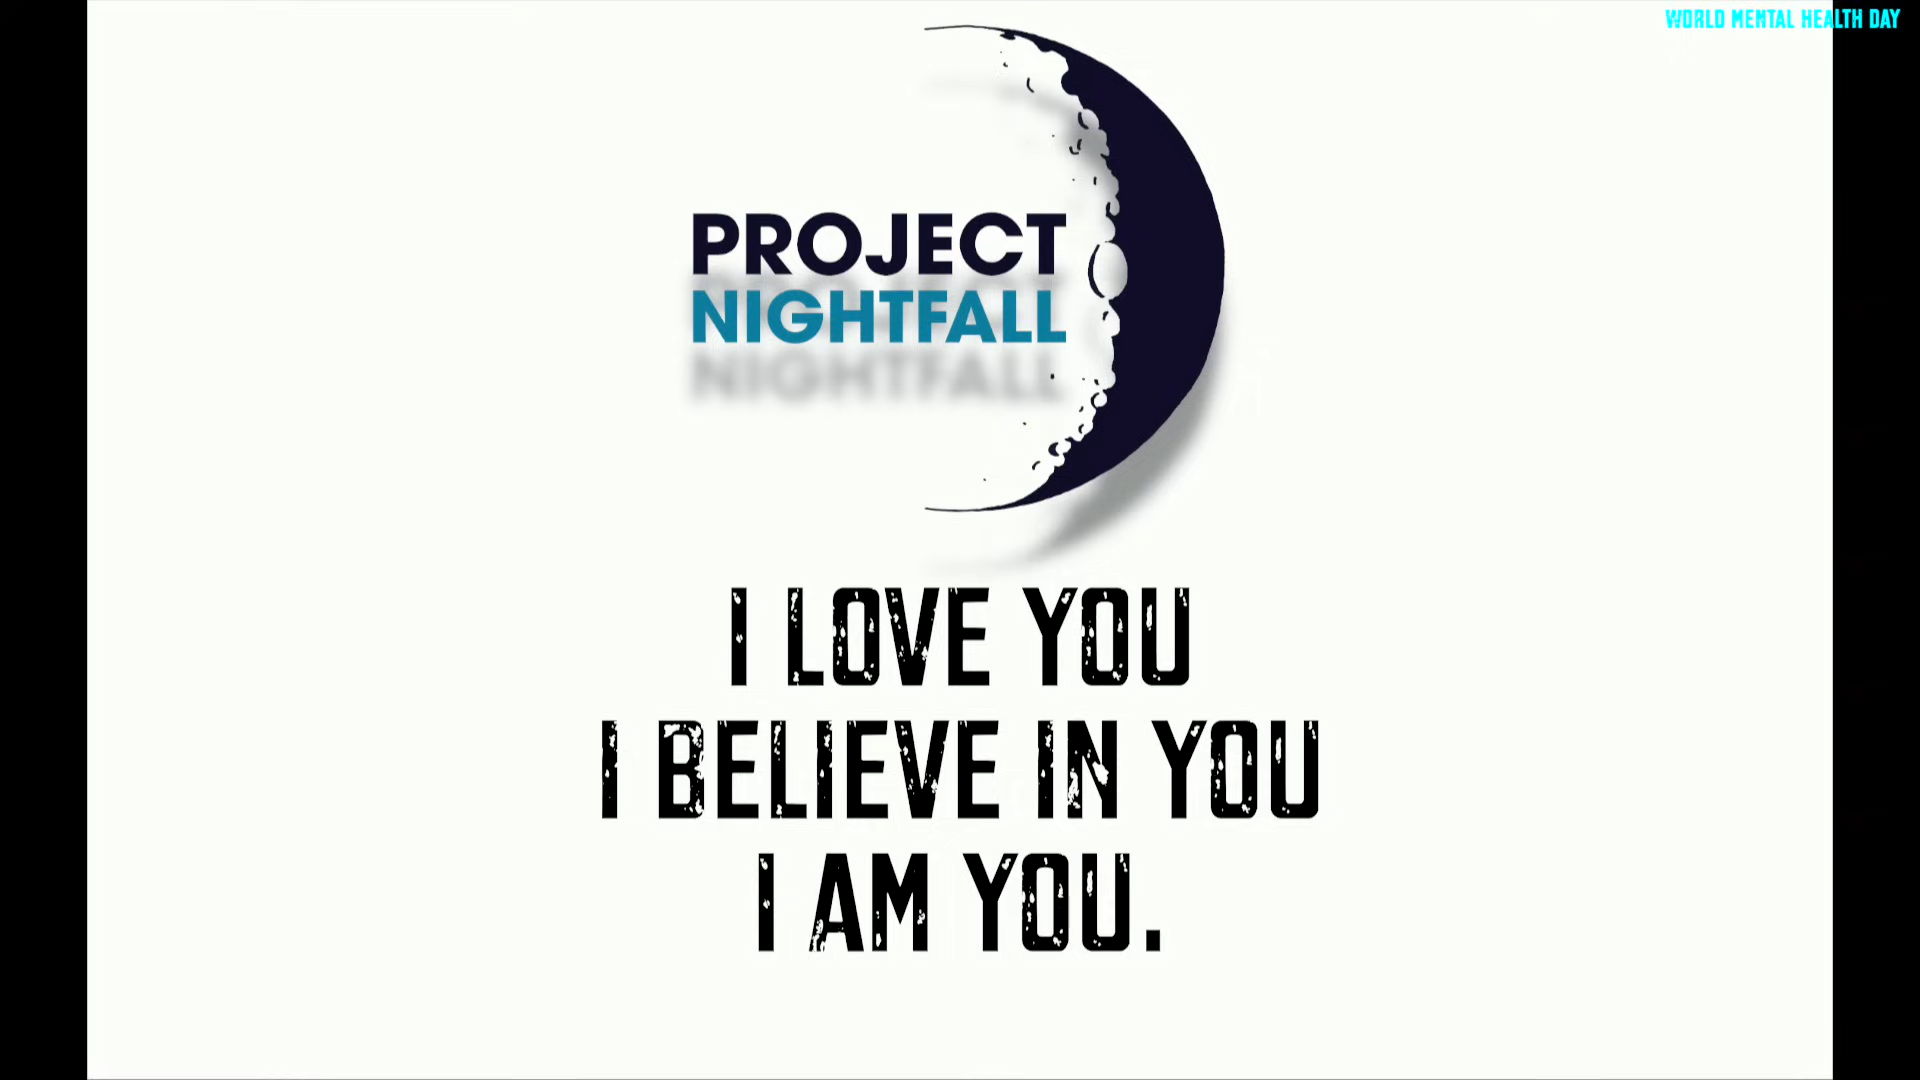 WORLD MENTAL HEALTH DAY
PROJECT
NIGHTFALL
I LOVE YOU
I BELIEVE IN YOU
I AM YOU.